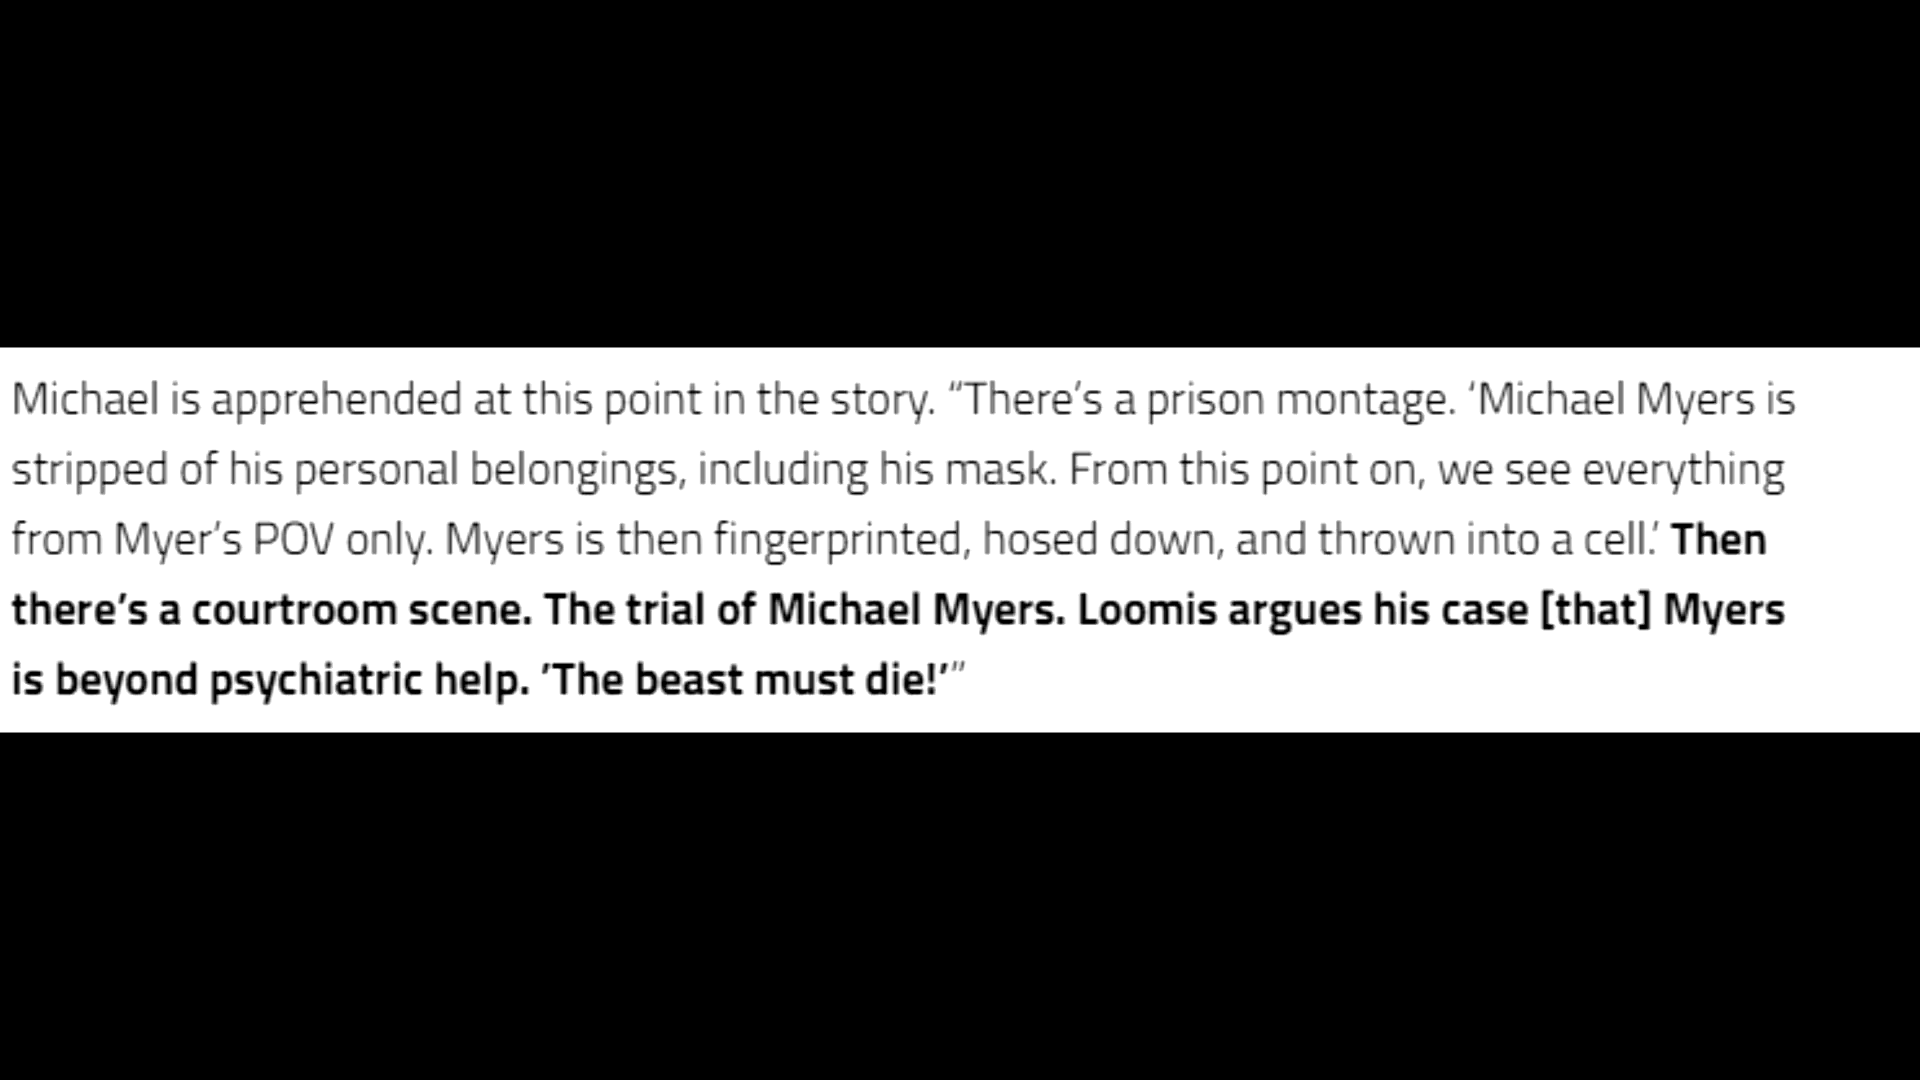 Michael is apprehended at this point in the story. “There’s a prison montage. ‘Michael Myers is
stripped of his personal belongings, including his mask. From this point on, we see everything
from Myer’s POV only. Myers is then fingerprinted, hosed down, and thrown into a cell.’ Then
there’s a courtroom scene. The trial of Michael Myers. Loomis argues his case [that] Myers
is beyond psychiatric help. ’The beast must die!’”